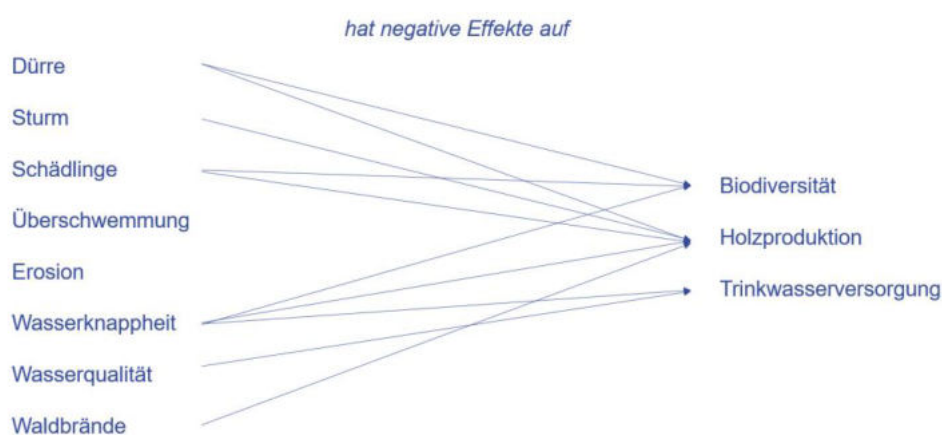 hat negative Effekte auf
Dürre
Sturm
Schädlinge
Überschwemmung
Erosion
Wasserknappheit
Wasserqualität
Waldbrände
Biodiversität
Holzproduktion
Trinkwasserversorgung